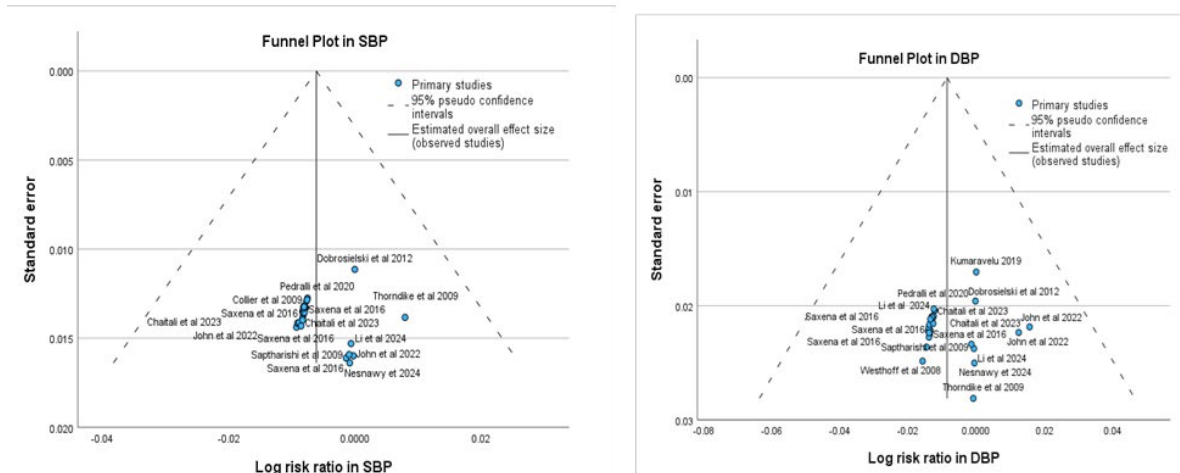 Funnel Plot in SBP
0.000
0.005
0.010
0.015
0.020
Standard error
Primary studies
95% pseudo confidence
intervals
Estimated overall effect size
(observed studies)
Dobrosielski et al 2012
Pedralli et al 2020
Thorndike et al 2009
Collier et al 2009
Saxena et al 2016
Saxena et al 2016
Chaitali et al 2023
Chaitali et al 2023
John et al 2022
Saxena et al 2016
Li et al 2024
Saptharishi et al 2009
John et al 2022
Saxena et al 2016
Nesnawy et 2024
-0.04
-0.02
0.0000
0.02
Log risk ratio in SBP
Funnel Plot in DBP
0.00
0.01
0.02
0.03
Standard error
Primary studies
95% pseudo confidence
intervals
Estimated overall effect size
(observed studies)
Kumaravelu 2019
Pedralli et al 2020
Dobrosielski et al 2012
Li et al 2024
Chaitali et al 2023
Saxena et al 2016
Chaitali et al 2023
John et al 2022
Saxena et al 2016
Saxena et al 2016
Saxena et al 2016
John et al 2022
Saptharishi et al 2009
Li et al 2024
Westhoff et al 2008
Nesnawy et 2024
Thorndike et al 2009
-0.08
-0.06
-0.04
-0.02
0.0000
0.02
0.04
Log risk ratio in DBP